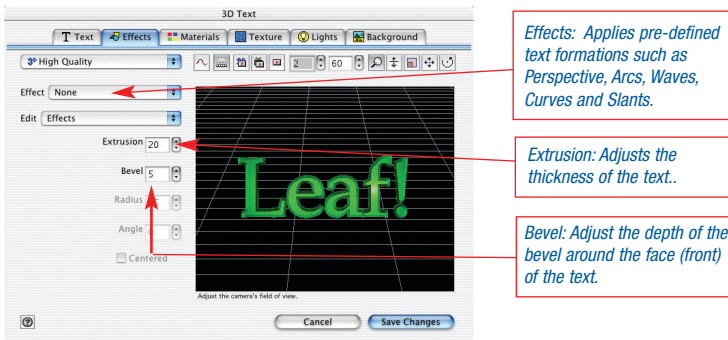 3D Text
Text Effects Materials Texture Lights Background
High Quality
2 60
Effect None
Edit Effects
Extrusion 20
Bevel 5
Radius
Angle
Centered
Leaf!
Adjust the camera's field of view.
? Cancel Save Changes
Effects: Applies pre-defined
text formations such as
Perspective, Arcs, Waves,
Curves and Slants.
Extrusion: Adjusts the
thickness of the text..
Bevel: Adjust the depth of the
bevel around the face (front)
of the text.